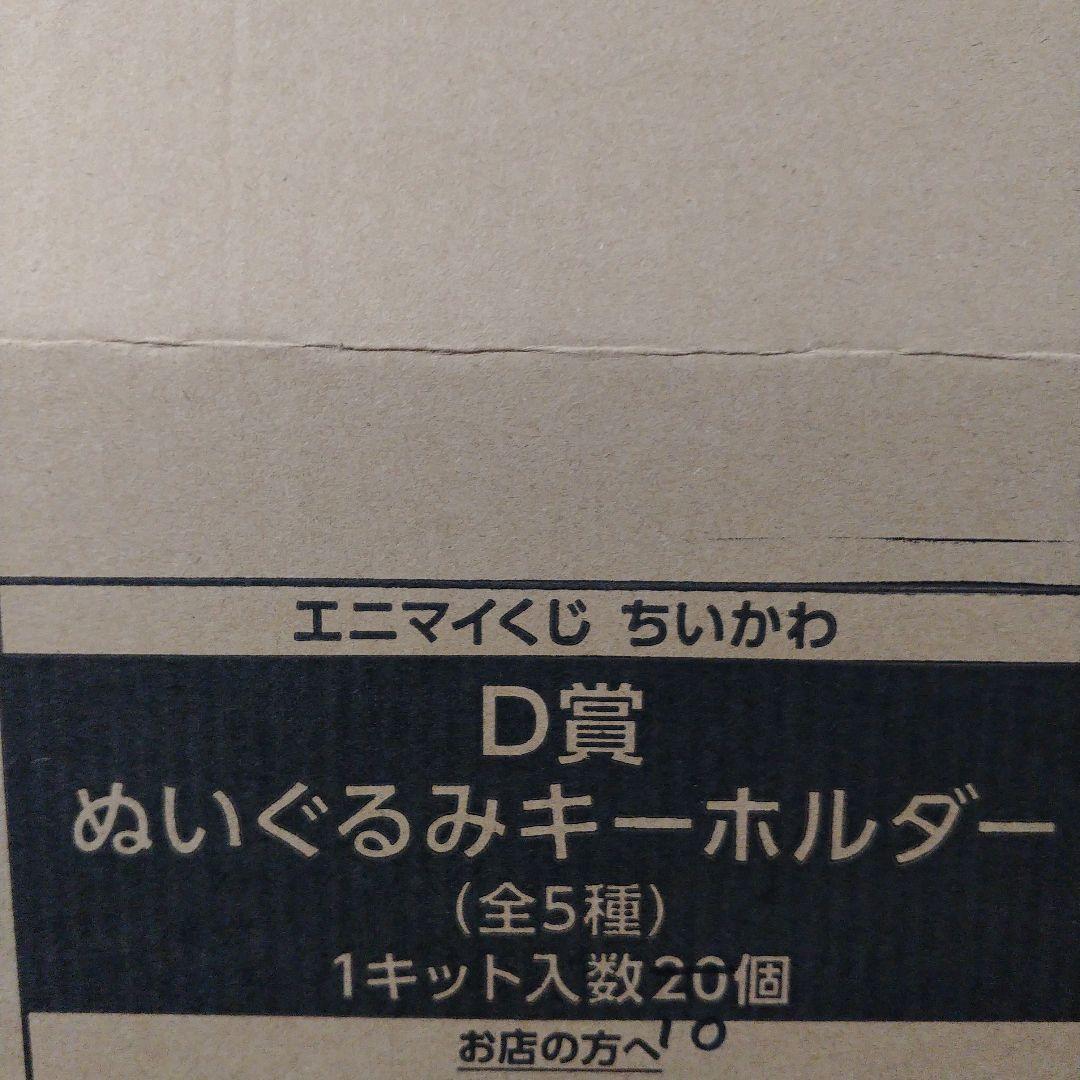 エニマイくじ ちいかわ
D賞
ぬいぐるみキーホルダー
(全5種)
1キット入数20個
10
お店の方へ